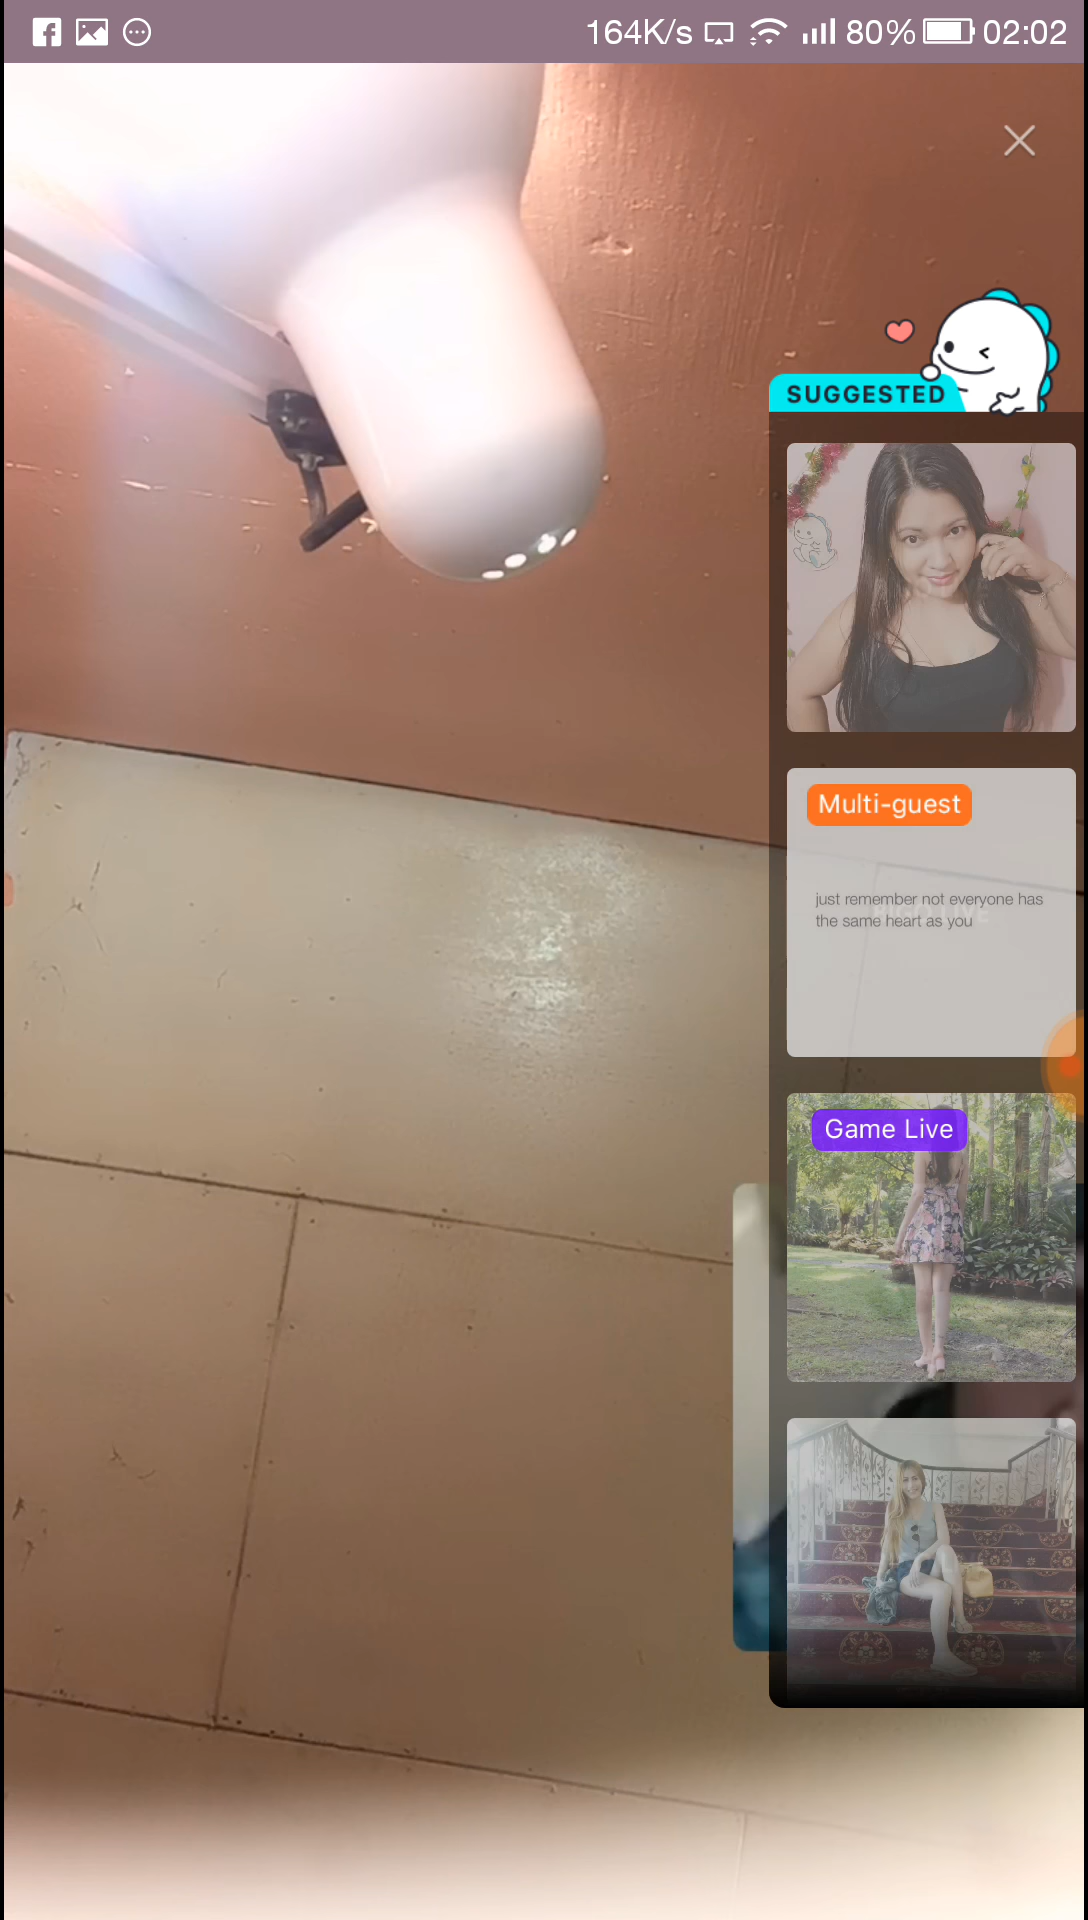 164K/s 80% 02:02
SUGGESTED
Multi-guest
just remember not everyone has
the same heart as you
Game Live